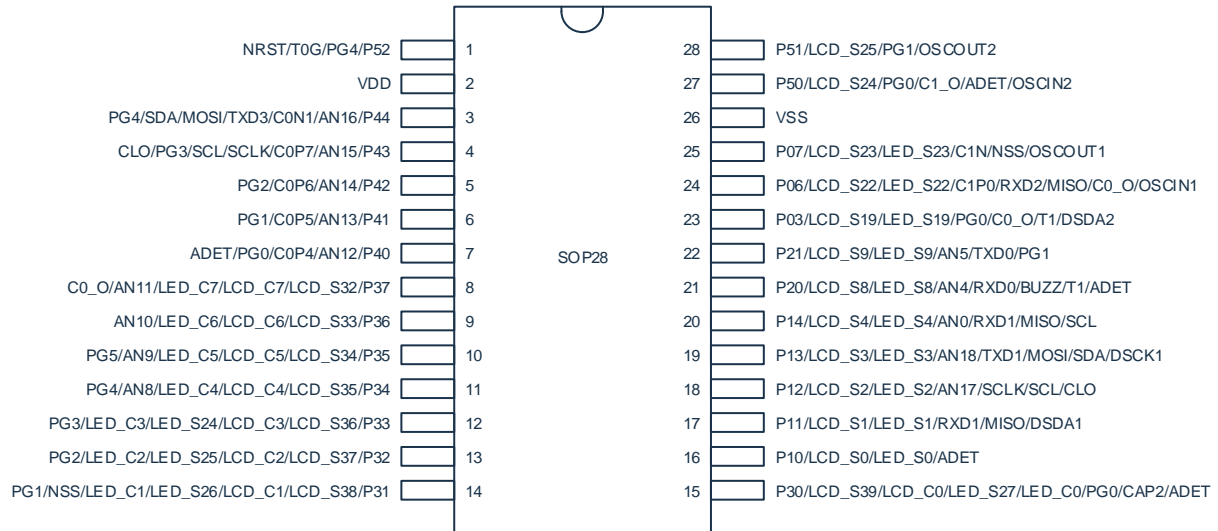 NRST/T0G/PG4/P52 1 28 P51/LCD_S25/PG1/OSCOUT2
VDD 2 27 P50/LCD_S24/PG0/C1_O/ADET/OSCIN2
PG4/SDA/MOSI/TXD3/C0N1/AN16/P44 3 26 VSS
CLO/PG3/SCL/SCLK/C0P7/AN15/P43 4 25 P07/LCD_S23/LED_S23/C1N/NSS/OSCOUT1
PG2/C0P6/AN14/P42 5 24 P06/LCD_S22/LED_S22/C1P0/RXD2/MISO/C0_O/OSCIN1
PG1/C0P5/AN13/P41 6 23 P03/LCD_S19/LED_S19/PG0/C0_O/T1/DSDA2
ADET/PG0/C0P4/AN12/P40 7 22 P21/LCD_S9/LED_S9/AN5/TXD0/PG1
SOP28
C0_O/AN11/LED_C7/LCD_C7/LCD_S32/P37 8 21 P20/LCD_S8/LED_S8/AN4/RXD0/BUZZ/T1/ADET
AN10/LED_C6/LCD_C6/LCD_S33/P36 9 20 P14/LCD_S4/LED_S4/AN0/RXD1/MISO/SCL
PG5/AN9/LED_C5/LCD_C5/LCD_S34/P35 10 19 P13/LCD_S3/LED_S3/AN18/TXD1/MOSI/SDA/DSCK1
PG4/AN8/LED_C4/LCD_C4/LCD_S35/P34 11 18 P12/LCD_S2/LED_S2/AN17/SCLK/SCL/CLO
PG3/LED_C3/LED_S24/LCD_C3/LCD_S36/P33 12 17 P11/LCD_S1/LED_S1/RXD1/MISO/DSDA1
PG2/LED_C2/LED_S25/LCD_C2/LCD_S37/P32 13 16 P10/LCD_S0/LED_S0/ADET
PG1/NSS/LED_C1/LED_S26/LCD_C1/LCD_S38/P31 14 15 P30/LCD_S39/LCD_C0/LED_S27/LED_C0/PG0/CAP2/ADET